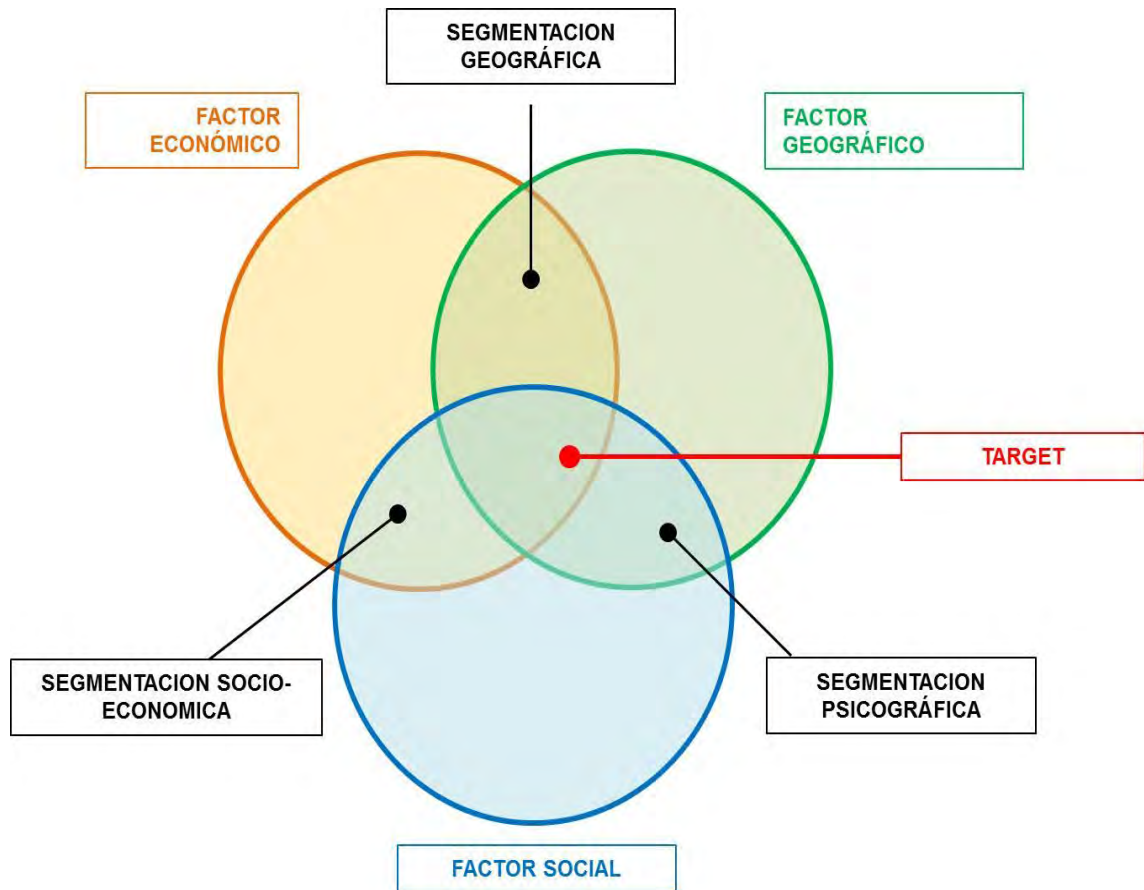 SEGMENTACION
GEOGRÁFICA
FACTOR
ECONÓMICO
FACTOR
GEOGRÁFICO
TARGET
SEGMENTACION SOCIO-
ECONOMICA
SEGMENTACION
PSICOGRÁFICA
FACTOR SOCIAL